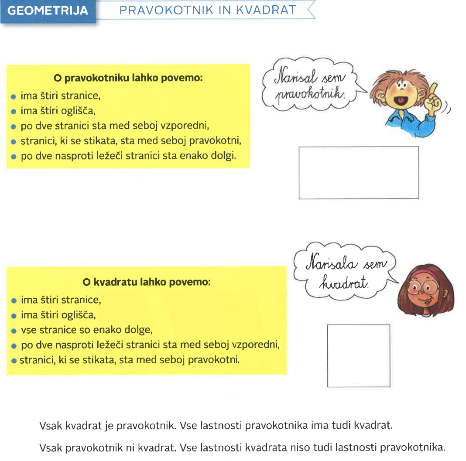 GEOMETRIJA
PRAVOKOTNIK IN KVADRAT
O pravokotniku lahko povemo:
• ima štiri stranice,
• ima štiri oglišča,
• po dve stranici sta med seboj vzporedni,
• stranici, ki se stikata, sta med seboj pravokotni,
• po dve nasproti ležeči stranici sta enako dolgi.
Narisal sem
pravokotnik.
O kvadratu lahko povemo:
• ima štiri stranice,
• ima štiri oglišča,
• vse stranice so enako dolge,
• po dve nasproti ležeči stranici sta med seboj vzporedni,
• stranici, ki se stikata, sta med seboj pravokotni.
Narisala sem
kvadrat.
Vsak kvadrat je pravokotnik. Vse lastnosti pravokotnika ima tudi kvadrat.
Vsak pravokotnik ni kvadrat. Vse lastnosti kvadrata niso tudi lastnosti pravokotnika.